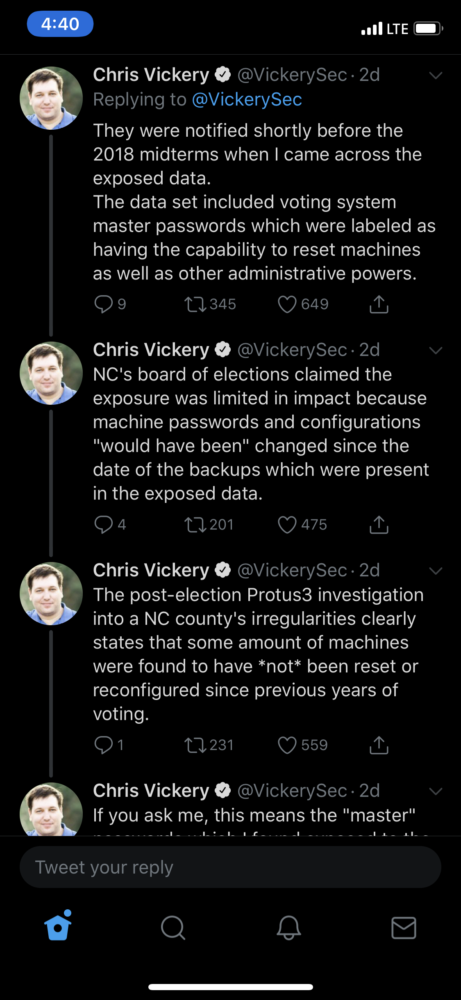 4:40
LTE
Chris Vickery @VickerySec · 2d
Replying to @VickerySec
They were notified shortly before the
2018 midterms when I came across the
exposed data.
The data set included voting system
master passwords which were labeled as
having the capability to reset machines
as well as other administrative powers.
9 345 649
Chris Vickery @VickerySec · 2d
NC's board of elections claimed the
exposure was limited in impact because
machine passwords and configurations
"would have been" changed since the
date of the backups which were present
in the exposed data.
4 201 475
Chris Vickery @VickerySec · 2d
The post-election Protus3 investigation
into a NC county's irregularities clearly
states that some amount of machines
were found to have *not* been reset or
reconfigured since previous years of
voting.
1 231 559
Chris Vickery @VickerySec · 2d
If you ask me, this means the "master"
passwords which I found exposed to the
Tweet your reply